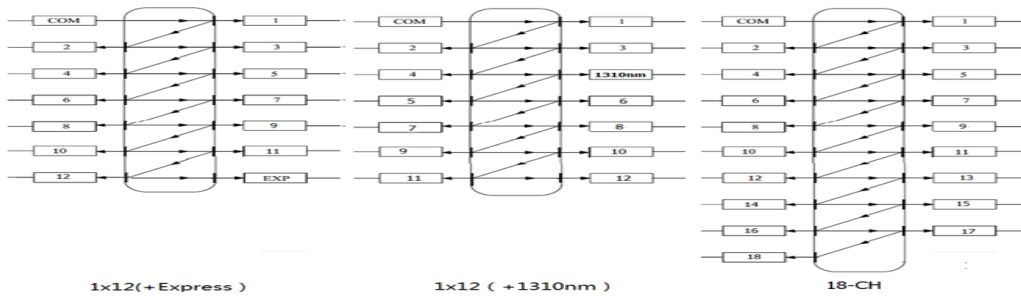 COM 1 COM 1 COM 1
2 3 2 3 2 3
4 5 4 1310nm 4 5
6 7 5 6 6 7
8 9 7 8 8 9
10 11 9 10 10 11
12 EXP 11 12 12 13
14 15
16 17
18
1x12(+Express ) 1x12 ( +1310nm ) 18-CH